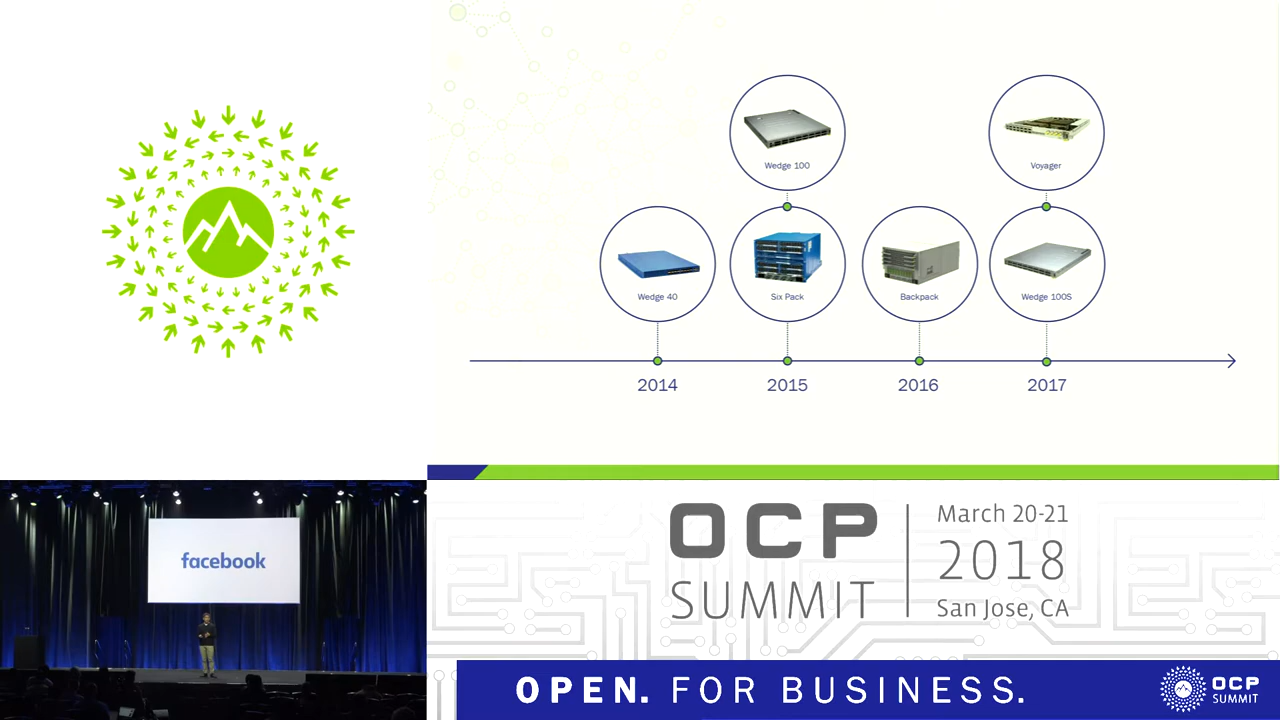 Wedge 100
Voyager
Wedge 40
Six Pack
Backpack
Wedge 100S
2014
2015
2016
2017
facebook
OCP
SUMMIT
March 20-21
2018
San Jose, CA
OPEN. FOR BUSINESS.
OCP
SUMMIT